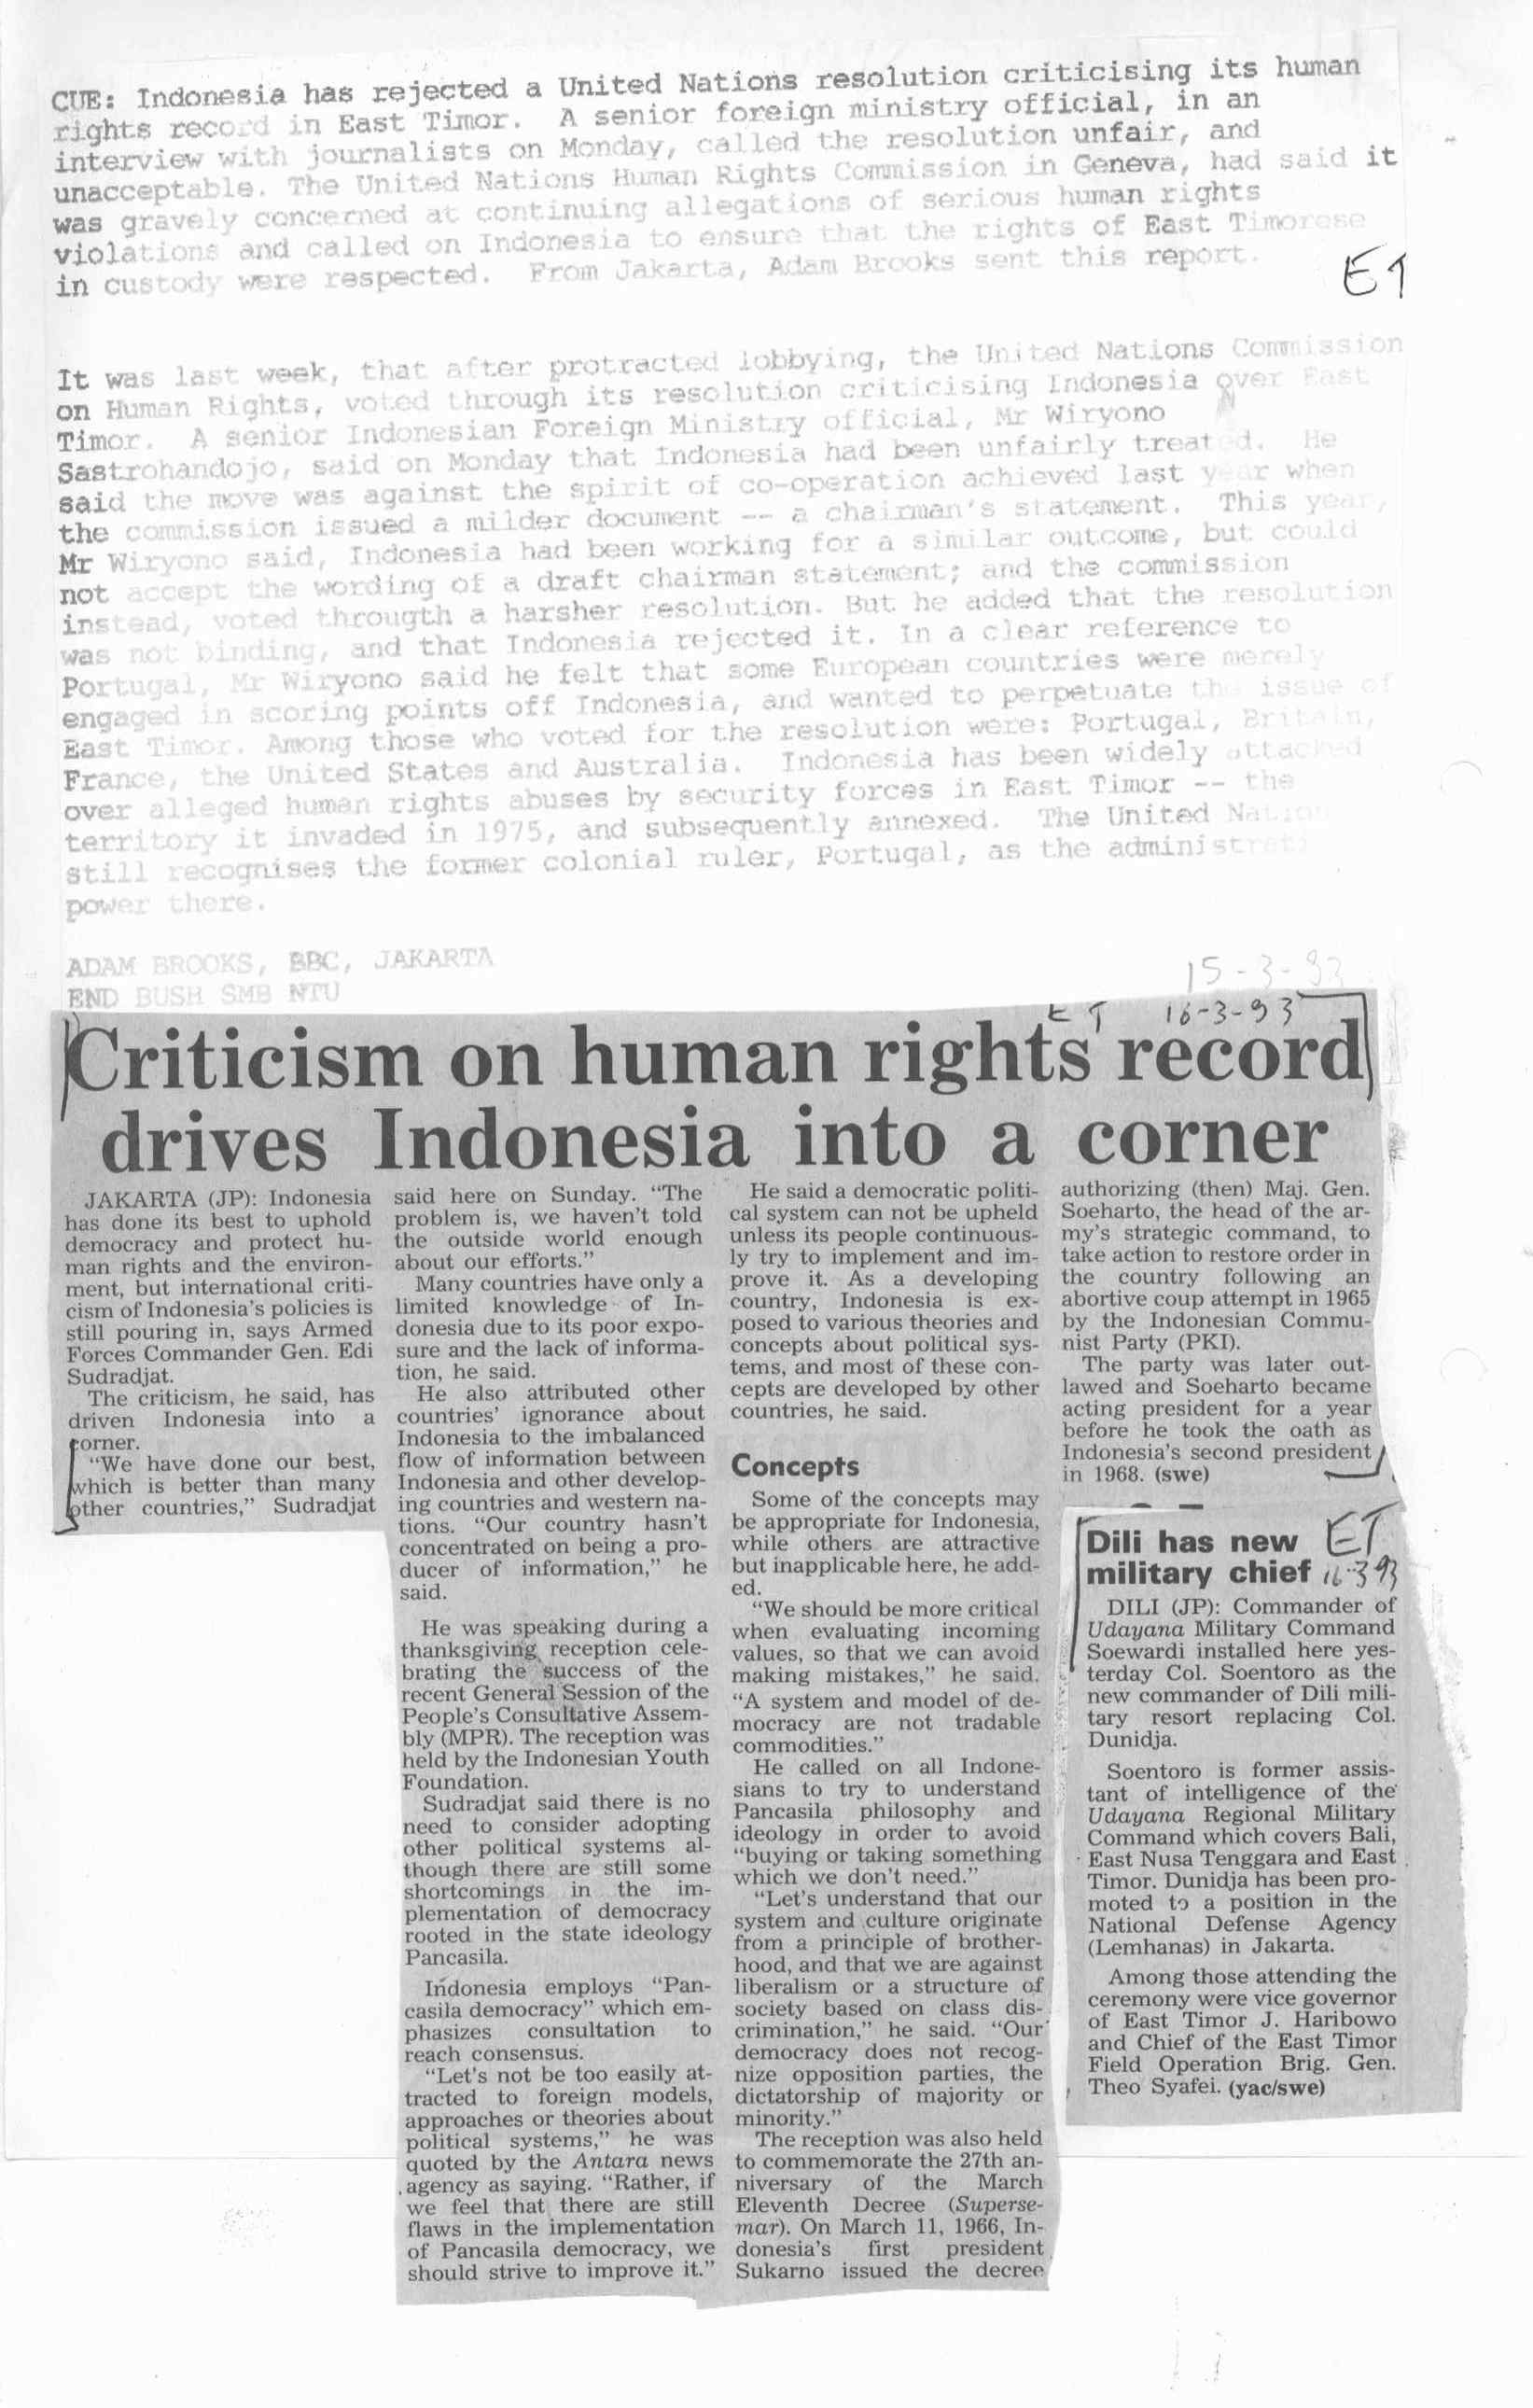 CUE: Indonesia has rejected a United Nations resolution criticising its human
rights record in East Timor. A senior foreign ministry official, in an
interview with journalists on Monday, called the resolution unfair, and
unacceptable. The United Nations Human Rights Commission in Geneva, had said it
was gravely concerned at continuing allegations of serious human rights
violations and called on Indonesia to ensure that the rights of East Timorese
in custody were respected. From Jakarta, Adam Brooks sent this report.
ET
It was last week, that after protracted lobbying, the United Nations Commission
on Human Rights, voted through its resolution criticising Indonesia over East
Timor. A senior Indonesian Foreign Ministry official, Mr Wiryono
Sastrohandojo, said on Monday that Indonesia had been unfairly treated. He
said the move was against the spirit of co-operation achieved last year when
the commission issued a milder document -- a chairman's statement. This year,
Mr Wiryono said, Indonesia had been working for a similar outcome, but could
not accept the wording of a draft chairman statement; and the commission
instead, voted througth a harsher resolution. But he added that the resolution
was not binding, and that Indonesia rejected it. In a clear reference to
Portugal, Mr Wiryono said he felt that some European countries were merely
engaged in scoring points off Indonesia, and wanted to perpetuate the issue of
East Timor. Among those who voted for the resolution were: Portugal, Britain,
France, the United States and Australia. Indonesia has been widely attacked
over alleged human rights abuses by security forces in East Timor -- the
territory it invaded in 1975, and subsequently annexed. The United
still recognises the former colonial ruler, Portugal, as the
power there.
ADAM BROOKS, BBC, JAKARTA
END BUSH SMB NTU
15-3-93
ET 16-3-93
Criticism on human rights record
drives Indonesia into a corner
JAKARTA (JP): Indonesia
has done its best to uphold
democracy and protect hu-
man rights and the environ-
ment, but international criti-
cism of Indonesia's policies is
still pouring in, says Armed
Forces Commander Gen. Edi
Sudradjat.
The criticism, he said, has
driven Indonesia into a
corner.
"We have done our best,
which is better than many
other countries," Sudradjat
said here on Sunday. "The
problem is, we haven't told
the outside world enough
about our efforts."
Many countries have only a
limited knowledge of In-
donesia due to its poor expo-
sure and the lack of informa-
tion, he said.
He also attributed other
countries' ignorance about
Indonesia to the imbalanced
flow of information between
Indonesia and other develop-
ing countries and western na-
tions. "Our country hasn't
concentrated on being a pro-
ducer of information," he
said.
He was speaking during a
thanksgiving reception cele-
brating the success of the
recent General Session of the
People's Consultative Assem-
bly (MPR). The reception was
held by the Indonesian Youth
Foundation.
Sudradjat said there is no
need to consider adopting
other political systems al-
though there are still some
shortcomings in the im-
plementation of democracy
rooted in the state ideology
Pancasila.
Indonesia employs "Pan-
casila democracy" which em-
phasizes consultation to
reach consensus.
"Let's not be too easily at-
tracted to foreign models,
approaches or theories about
political systems," he was
quoted by the Antara news
agency as saying. "Rather, if
we feel that there are still
flaws in the implementation
of Pancasila democracy, we
should strive to improve it."
He said a democratic politi-
cal system can not be upheld
unless its people continuous-
ly try to implement and im-
prove it. As a developing
country, Indonesia is ex-
posed to various theories and
concepts about political sys-
tems, and most of these con-
cepts are developed by other
countries, he said.
Concepts
Some of the concepts may
be appropriate for Indonesia,
while others are attractive
but inapplicable here, he add-
ed.
"We should be more critical
when evaluating incoming
values, so that we can avoid
making mistakes," he said.
"A system and model of de-
mocracy are not tradable
commodities."
He called on all Indone-
sians to try to understand
Pancasila philosophy and
ideology in order to avoid
"buying or taking something
which we don't need."
"Let's understand that our
system and culture originate
from a principle of brother-
hood, and that we are against
liberalism or a structure of
society based on class dis-
crimination," he said. "Our
democracy does not recog-
nize opposition parties, the
dictatorship of majority or
minority."
The reception was also held
to commemorate the 27th an-
niversary of the March
Eleventh Decree (Superse-
mar). On March 11, 1966, In-
donesia's first president
Sukarno issued the decree
authorizing (then) Maj. Gen.
Soeharto, the head of the ar-
my's strategic command, to
take action to restore order in
the country following an
abortive coup attempt in 1965
by the Indonesian Commu-
nist Party (PKI).
The party was later out-
lawed and Soeharto became
acting president for a year
before he took the oath as
Indonesia's second president
in 1968. (swe)
Dili has new ET
military chief 16-3 93
DILI (JP): Commander of
Udayana Military Command
Soewardi installed here yes-
terday Col. Soentoro as the
new commander of Dili mili-
tary resort replacing Col.
Dunidja.
Soentoro is former assis-
tant of intelligence of the
Udayana Regional Military
Command which covers Bali,
East Nusa Tenggara and East
Timor. Dunidja has been pro-
moted to a position in the
National Defense Agency
(Lemhanas) in Jakarta.
Among those attending the
ceremony were vice governor
of East Timor J. Haribowo
and Chief of the East Timor
Field Operation Brig. Gen.
Theo Syafei. (yac/swe)